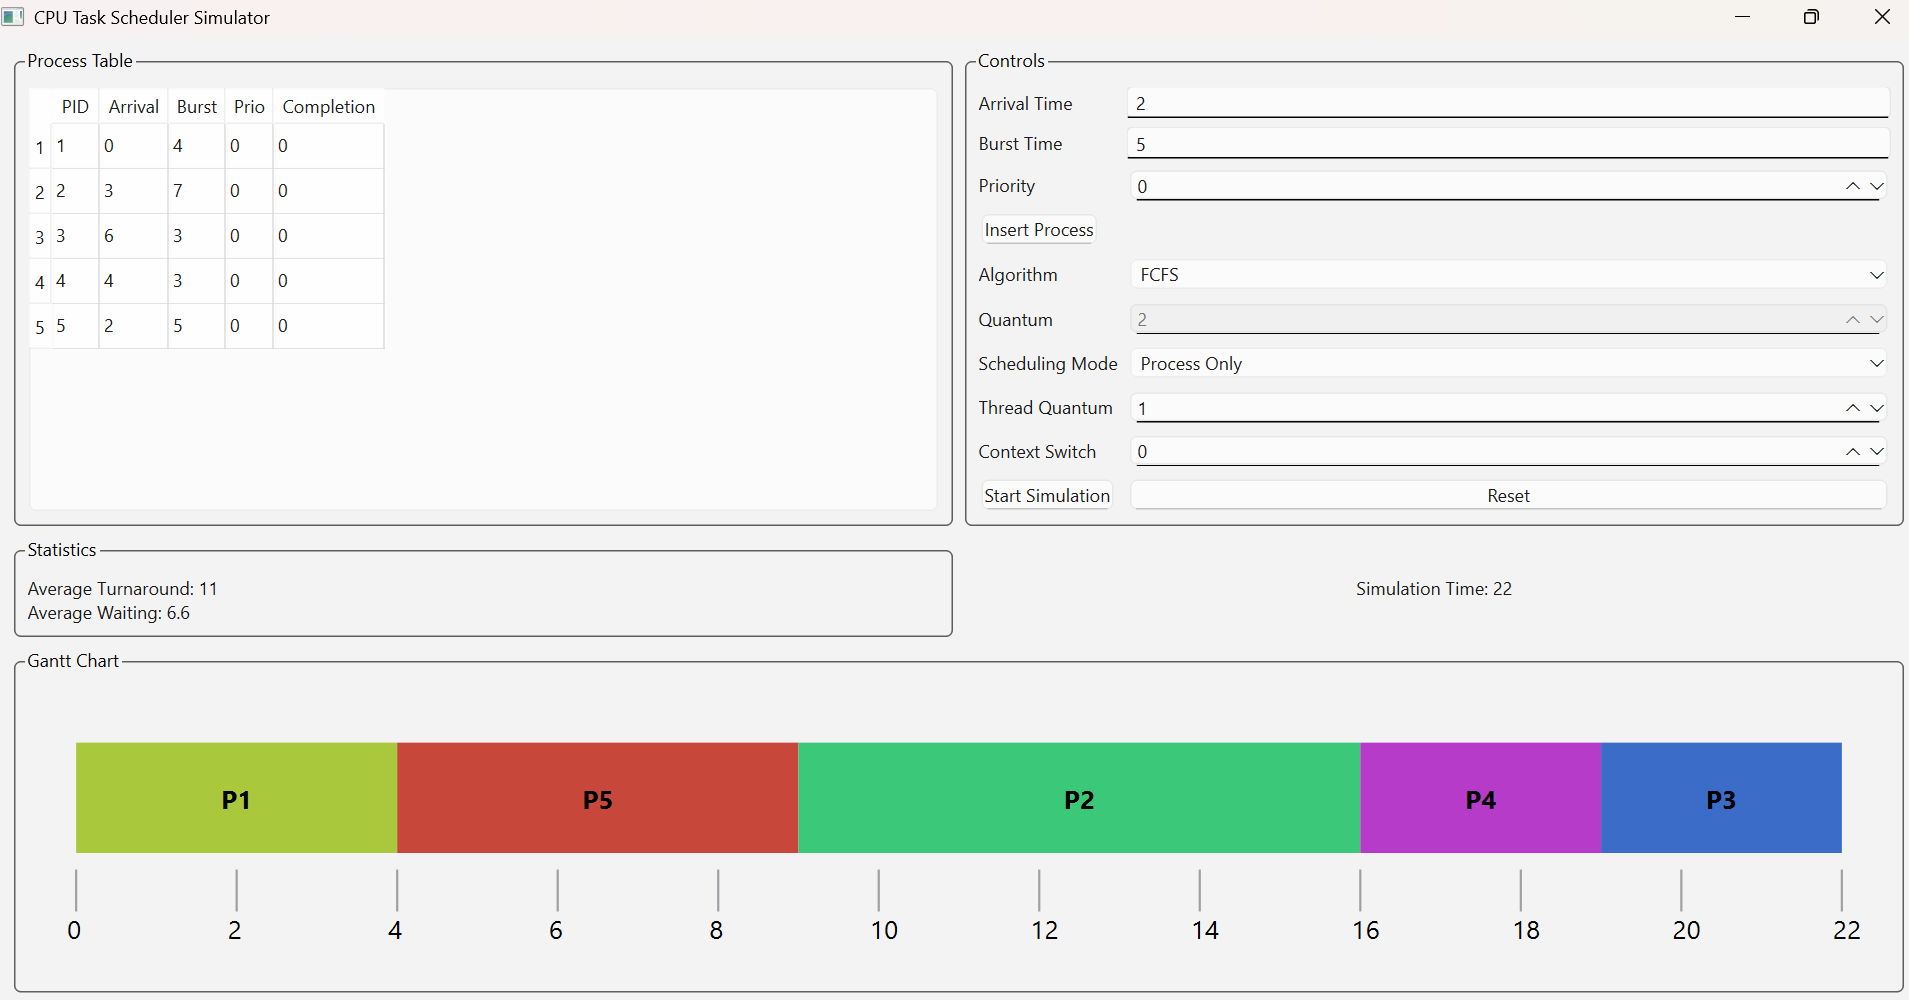 CPU Task Scheduler Simulator
Process Table
PID Arrival Burst Prio Completion
1 1 0 4 0 0
2 2 3 7 0 0
3 3 6 3 0 0
4 4 4 3 0 0
5 5 2 5 0 0
Controls
Arrival Time 2
Burst Time 5
Priority 0
Insert Process
Algorithm FCFS
Quantum 2
Scheduling Mode Process Only
Thread Quantum 1
Context Switch 0
Start Simulation Reset
Statistics
Average Turnaround: 11
Average Waiting: 6.6
Simulation Time: 22
Gantt Chart
P1 P5 P2 P4 P3
0 2 4 6 8 10 12 14 16 18 20 22